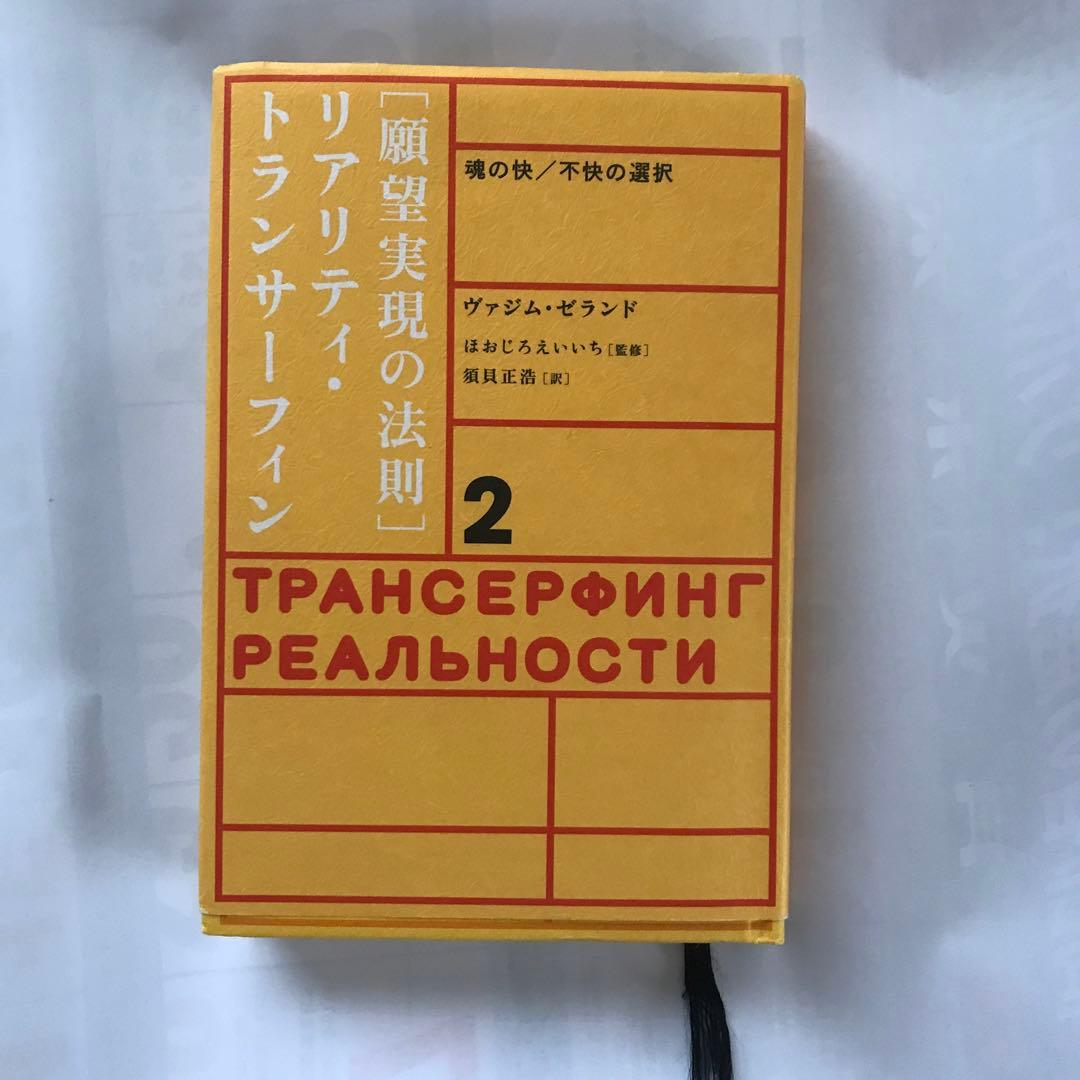 ［願望実現の法則］
リアリティ・
トランサーフィン
魂の快／不快の選択
ヴァジム・ゼランド
ほおじろえいいち［監修］
須貝正浩［訳］
2
ТРАНСЕРФИНГ
РЕАЛЬНОСТИ